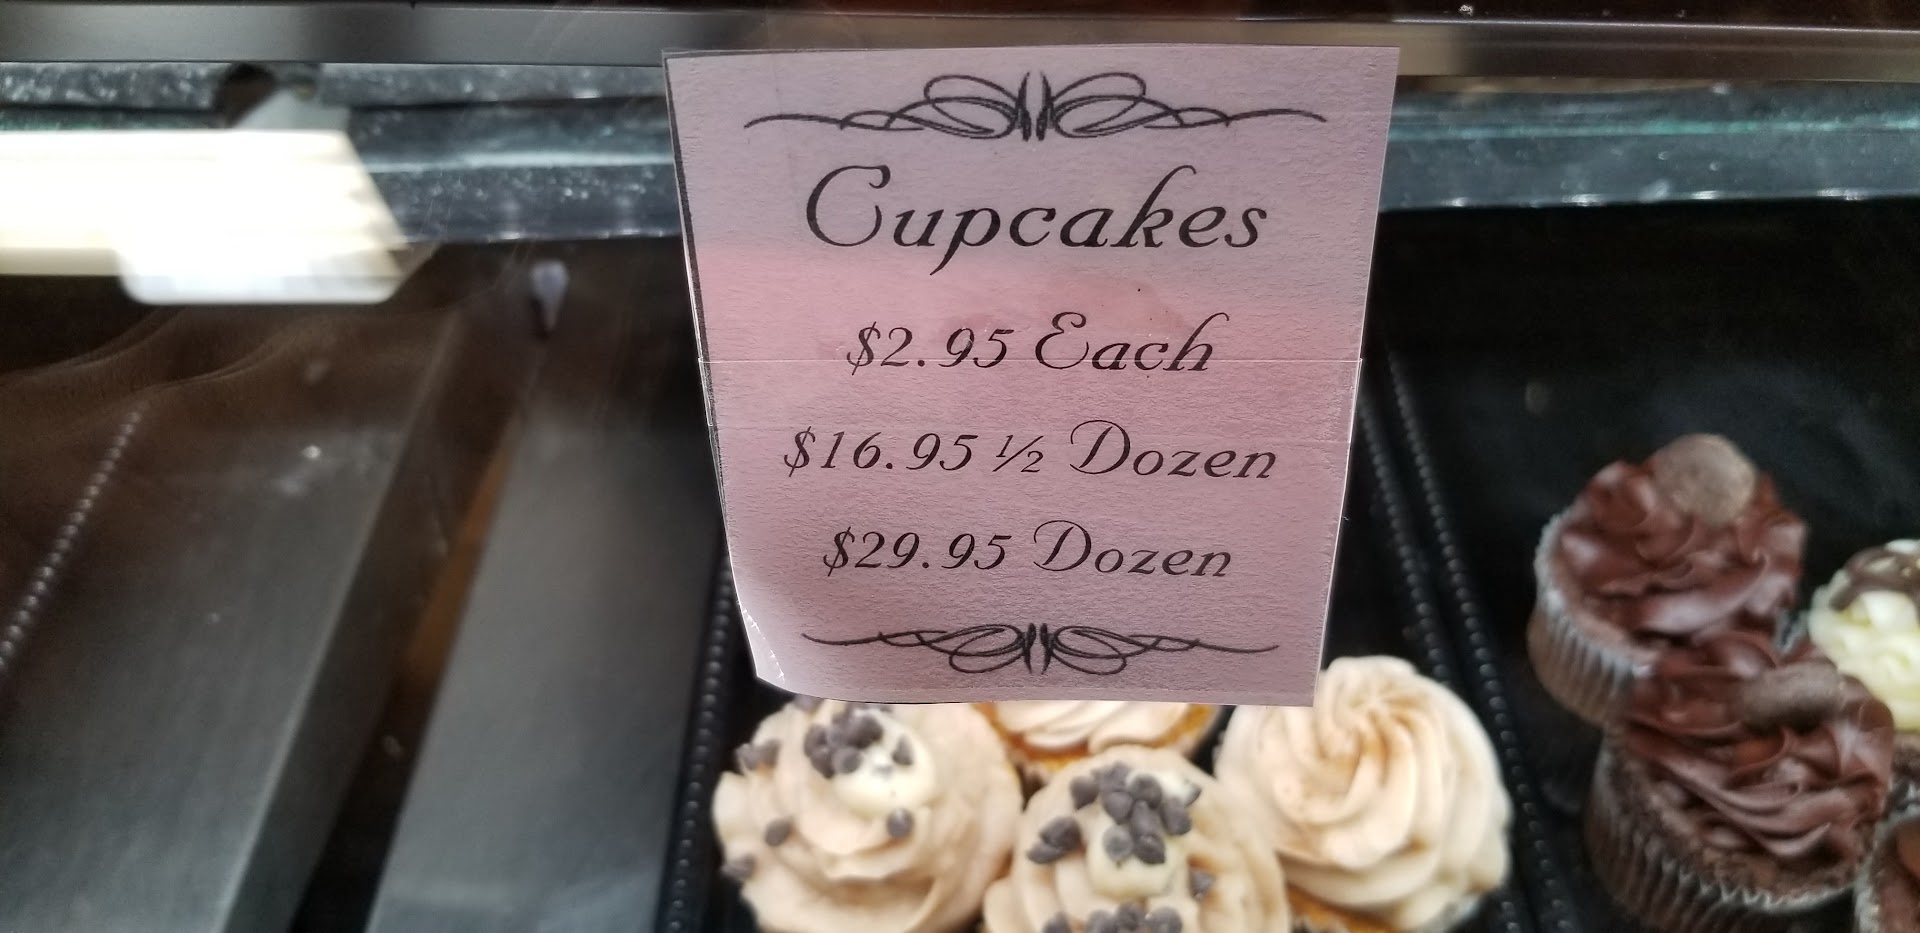 Cupcakes
$2.95 Each
$16.95 ½ Dozen
$29.95 Dozen